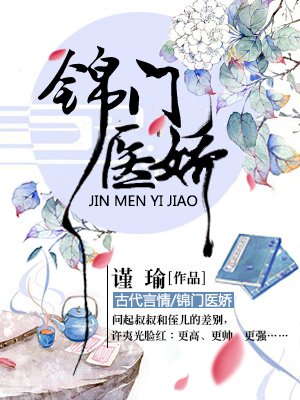 锦门
医娇
JIN MEN YI JIAO
谨 瑜 [作品]
古代言情/锦门医娇
问起叔叔和侄儿的差别，
许夷光脸红：更高、更帅 更强……